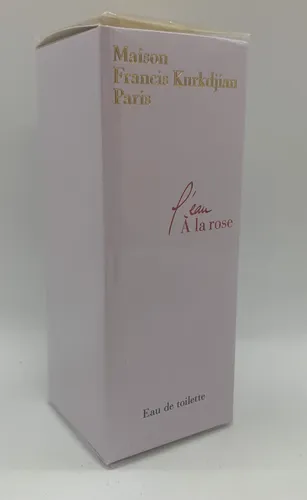 Maison
Francis Kurkdjian
Paris
l'eau
À la rose
Eau de toilette